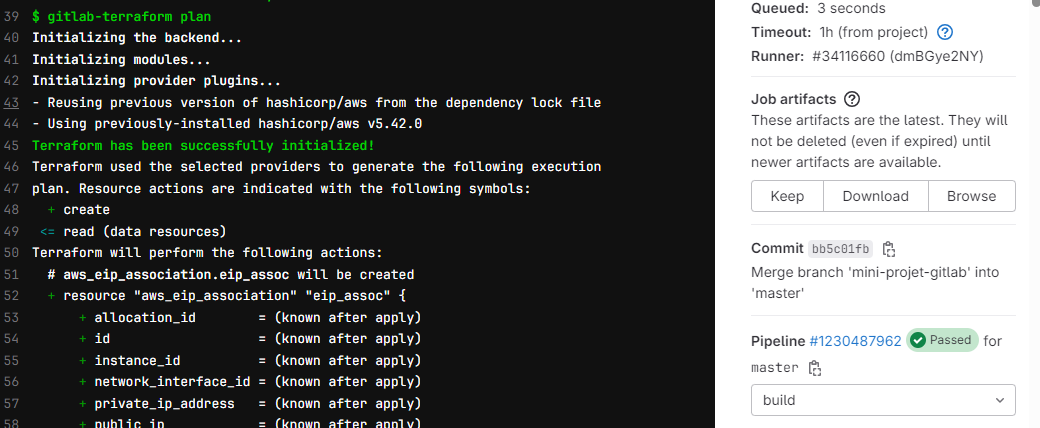 39 $ gitlab-terraform plan
40 Initializing the backend...
41 Initializing modules...
42 Initializing provider plugins...
43 - Reusing previous version of hashicorp/aws from the dependency lock file
44 - Using previously-installed hashicorp/aws v5.42.0
45 Terraform has been successfully initialized!
46 Terraform used the selected providers to generate the following execution
47 plan. Resource actions are indicated with the following symbols:
48 + create
49 <= read (data resources)
50 Terraform will perform the following actions:
51 # aws_eip_association.eip_assoc will be created
52 + resource "aws_eip_association" "eip_assoc" {
53 + allocation_id = (known after apply)
54 + id = (known after apply)
55 + instance_id = (known after apply)
56 + network_interface_id = (known after apply)
57 + private_ip_address = (known after apply)
58 + public_ip = (known after apply)
Queued: 3 seconds
Timeout: 1h (from project) ?
Runner: #34116660 (dmBGye2NY)
Job artifacts ?
These artifacts are the latest. They will
not be deleted (even if expired) until
newer artifacts are available.
Keep Download Browse
Commit bb5c01fb
Merge branch 'mini-projet-gitlab' into
'master'
Pipeline #1230487962 Passed for
master
build